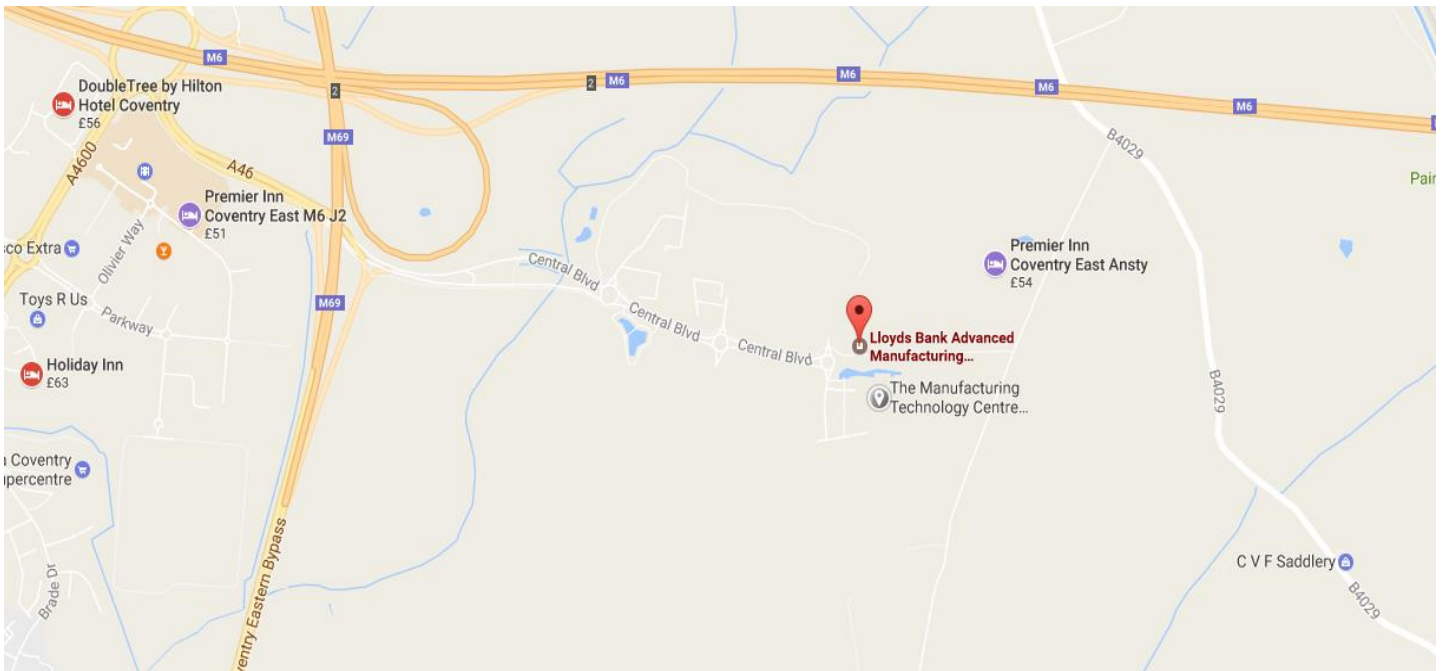 M6
DoubleTree by Hilton
Hotel Coventry
£56
2
2
M6
M6
M6
M6
M69
A4600
A46
B4029
Pair
Premier Inn
Coventry East M6 J2
£51
sco Extra
Olivier Way
Premier Inn
Coventry East Ansty
£54
Central Blvd
Toys R Us
Parkway
M69
Central Blvd
Central Blvd
Lloyds Bank Advanced
Manufacturing...
Holiday Inn
£63
The Manufacturing
Technology Centre...
B4029
a Coventry
upercentre
C V F Saddlery
Brade Dr
B4029
entry Eastern Bypass